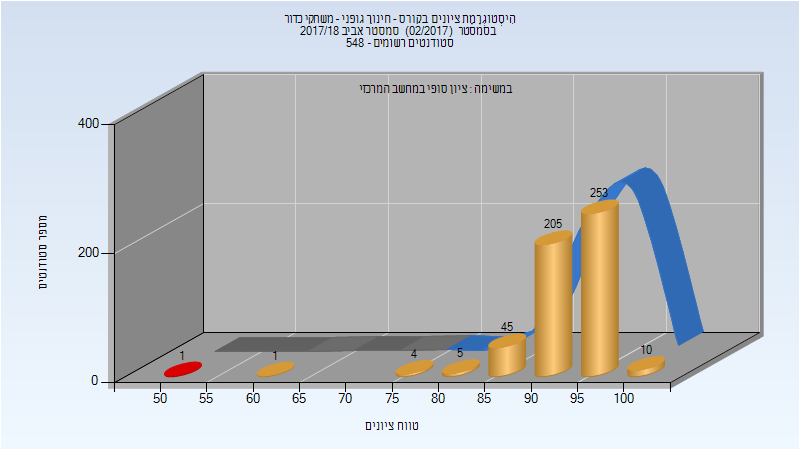 היסטוגרמת ציונים בקורס - חינוך גופני - משחקי כדור
בסמסטר (02/2017) סמסטר אביב 2017/18
סטודנטים רשומים - 548
במשימה : ציון סופי במחשב המרכזי
מספר סטודנטים
400
200
0
1
1
4
5
45
205
253
10
50 55 60 65 70 75 80 85 90 95 100
טווח ציונים